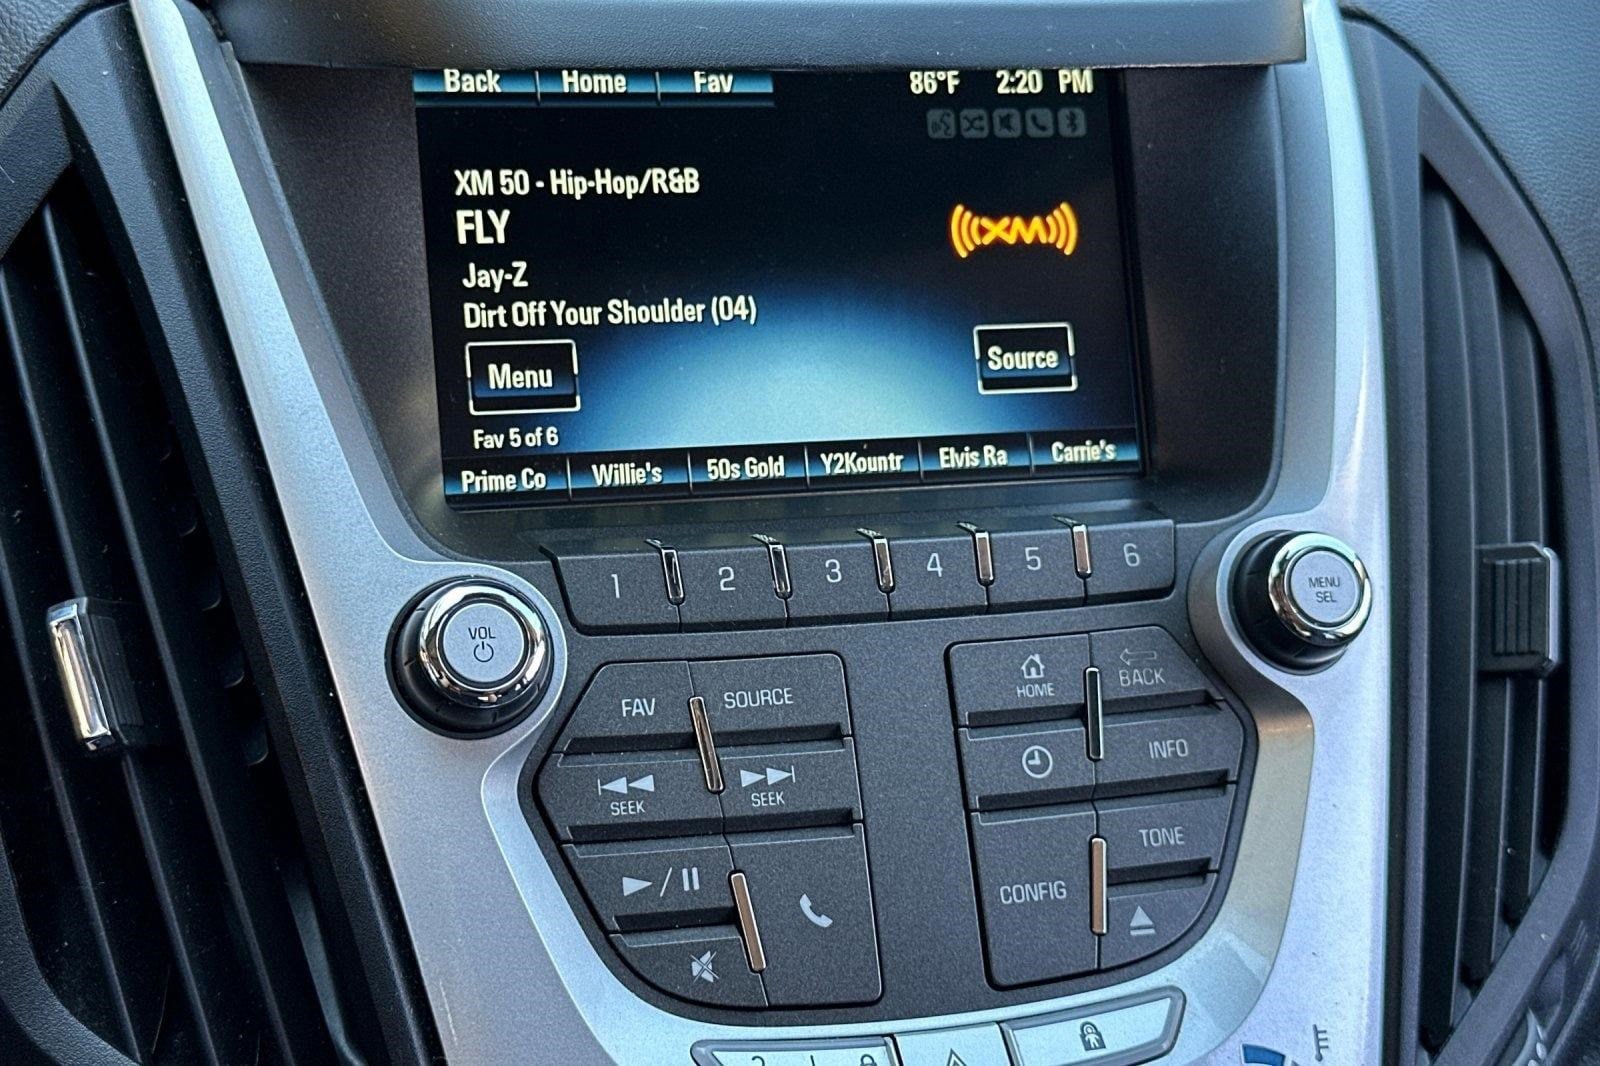 Back Home Fav 86°F 2:20 PM
XM 50 - Hip-Hop/R&B
FLY
((XM))
Jay-Z
Dirt Off Your Shoulder (04)
Menu
Source
Fav 5 of 6
Prime Co Willie's 50s Gold Y2Kountr Elvis Ra Carrie's
1 2 3 4 5 6
VOL
MENU
SEL
FAV SOURCE
HOME
BACK
SEEK SEEK
INFO
TONE
CONFIG